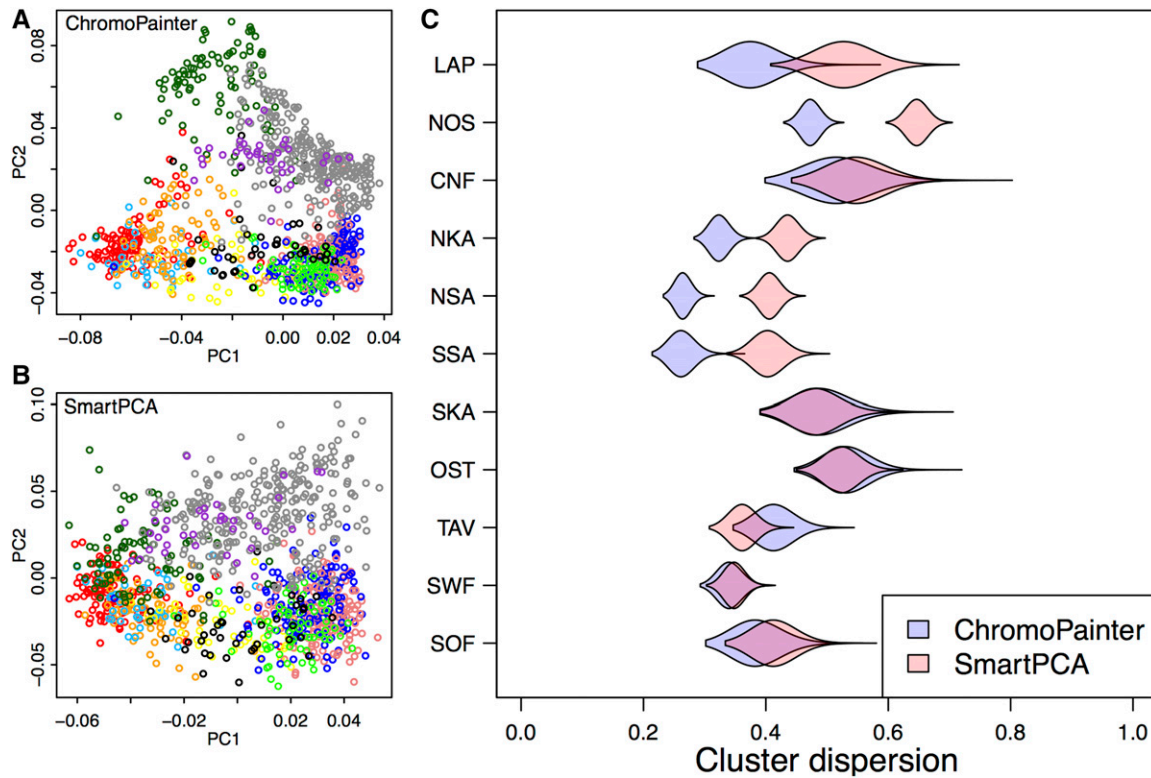 A
ChromoPainter
PC2
0.08
0.04
0.00
−0.04
−0.08
−0.04
0.00
0.02
0.04
PC1
B
SmartPCA
PC2
0.10
0.05
0.00
−0.05
−0.06
−0.02
0.02
0.04
PC1
C
LAP
NOS
CNF
NKA
NSA
SSA
SKA
OST
TAV
SWF
SOF
ChromoPainter
SmartPCA
0.0
0.2
0.4
0.6
0.8
1.0
Cluster dispersion